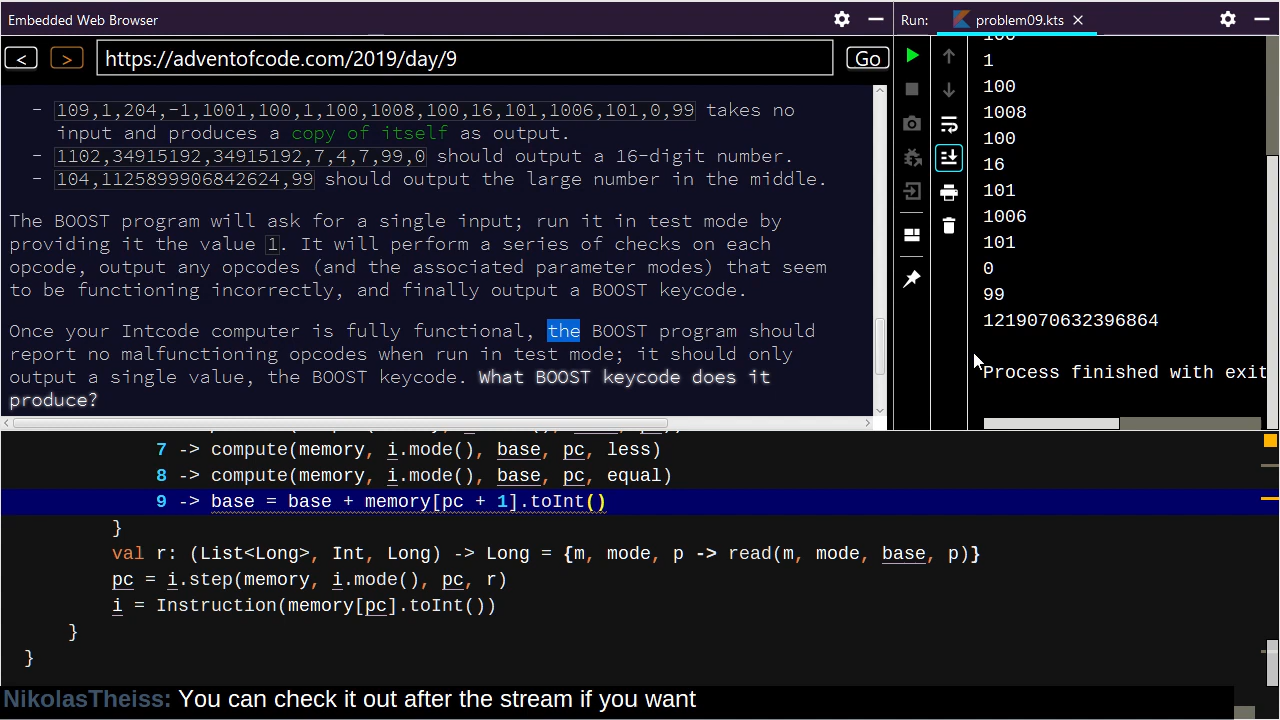 Embedded Web Browser
https://adventofcode.com/2019/day/9
Go
- 109,1,204,-1,1001,100,1,100,1008,100,16,101,1006,101,0,99 takes no
input and produces a copy of itself as output.
- 1102,34915192,34915192,7,4,7,99,0 should output a 16-digit number.
- 104,1125899906842624,99 should output the large number in the middle.
The BOOST program will ask for a single input; run it in test mode by
providing it the value 1. It will perform a series of checks on each
opcode, output any opcodes (and the associated parameter modes) that seem
to be functioning incorrectly, and finally output a BOOST keycode.
Once your Intcode computer is fully functional, the BOOST program should
report no malfunctioning opcodes when run in test mode; it should only
output a single value, the BOOST keycode. What BOOST keycode does it
produce?
Run: problem09.kts
100
1
100
1008
100
16
101
1006
101
0
99
1219070632396864
Process finished with exit
7 -> compute(memory, i.mode(), base, pc, less)
8 -> compute(memory, i.mode(), base, pc, equal)
9 -> base = base + memory[pc + 1].toInt()
}
val r: (List<Long>, Int, Long) -> Long = {m, mode, p -> read(m, mode, base, p)}
pc = i.step(memory, i.mode(), pc, r)
i = Instruction(memory[pc].toInt())
}
}
NikolasTheiss: You can check it out after the stream if you want